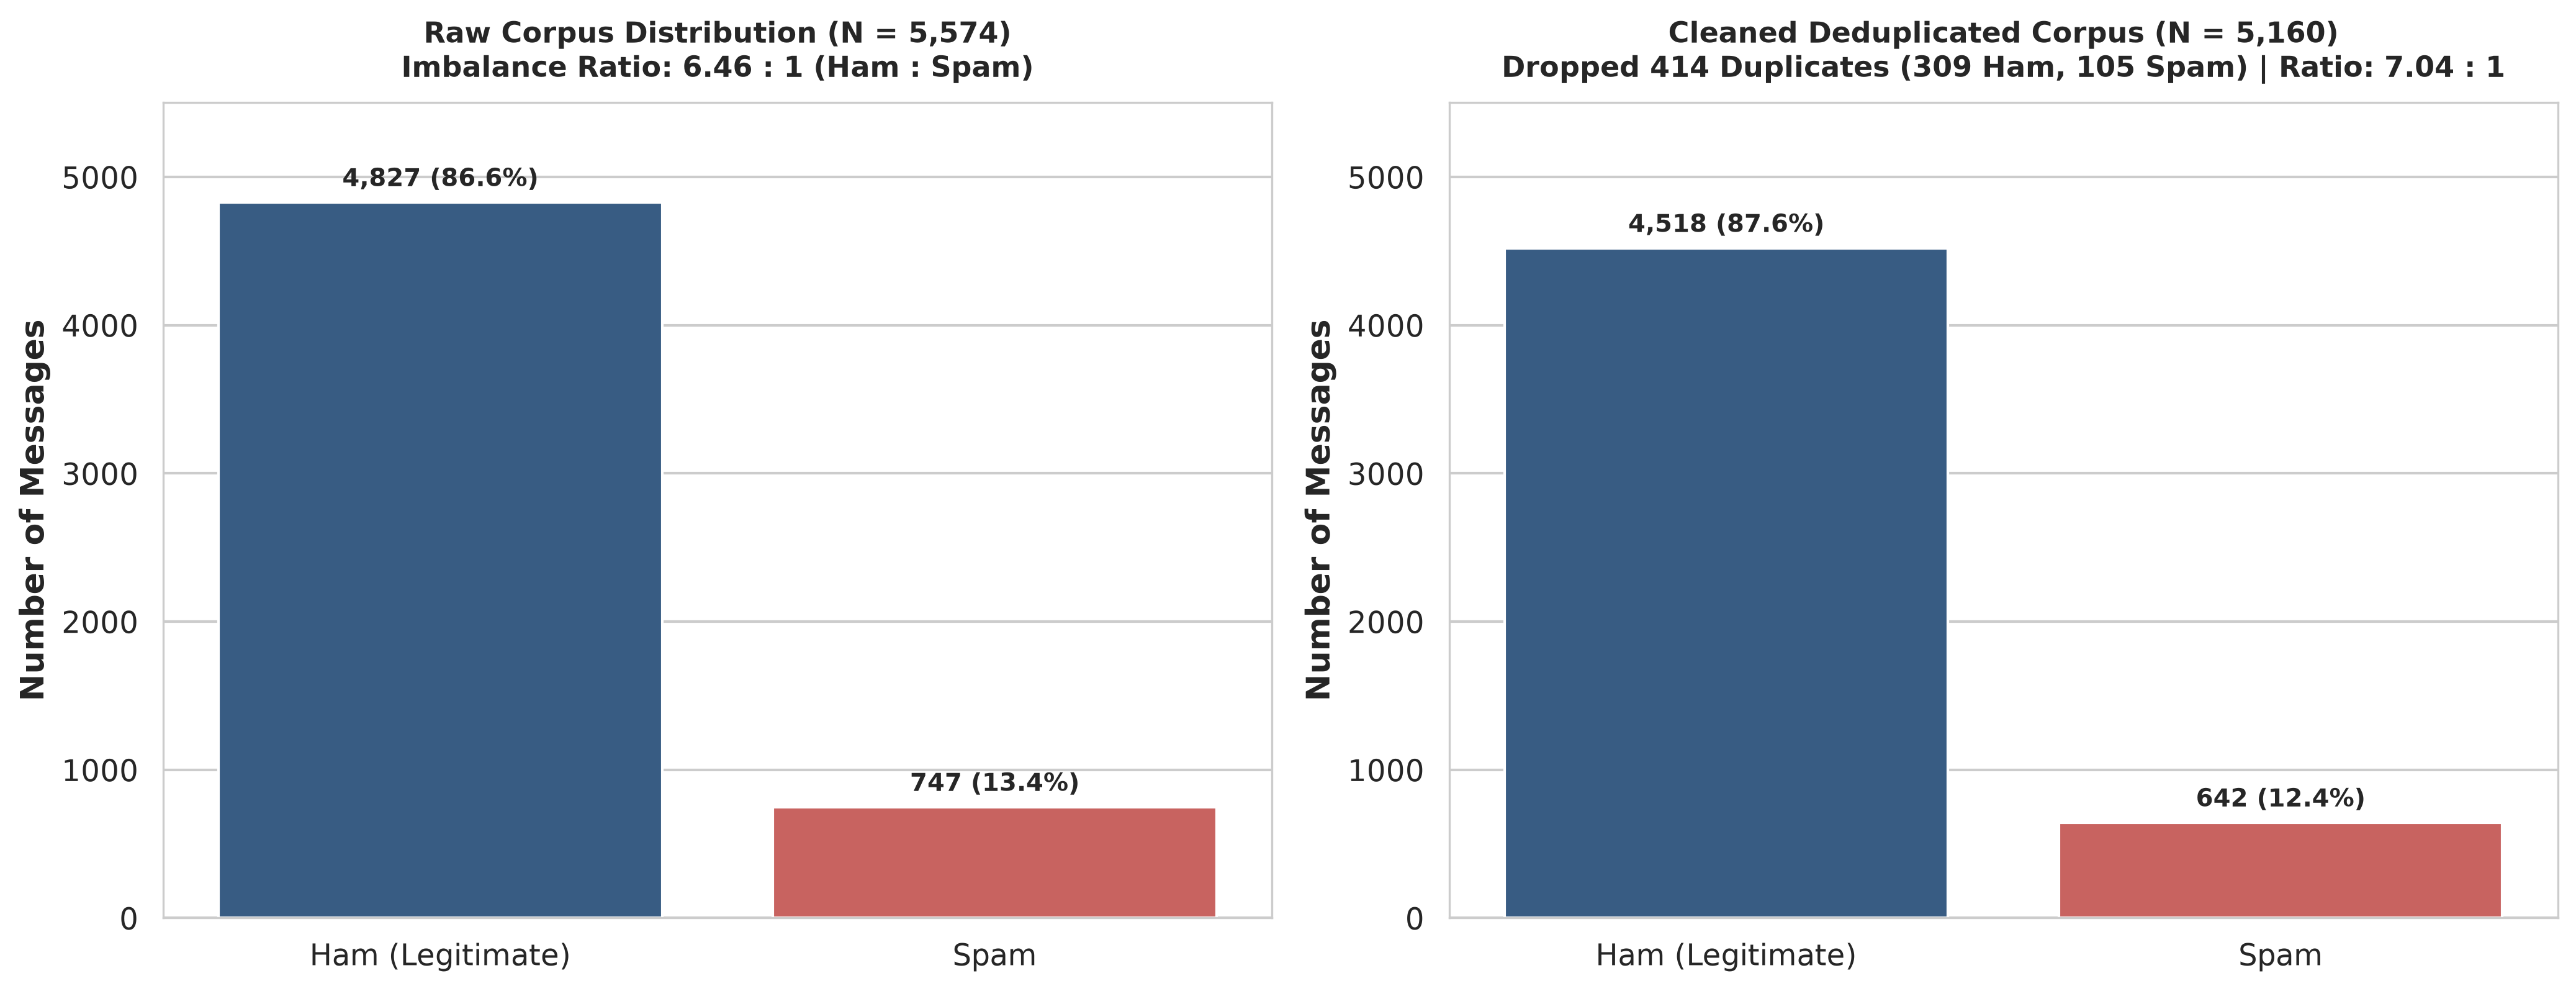 Raw Corpus Distribution (N = 5,574)
Imbalance Ratio: 6.46 : 1 (Ham : Spam)
Number of Messages
5000
4000
3000
2000
1000
0
4,827 (86.6%)
747 (13.4%)
Ham (Legitimate)
Spam
Cleaned Deduplicated Corpus (N = 5,160)
Dropped 414 Duplicates (309 Ham, 105 Spam) | Ratio: 7.04 : 1
Number of Messages
5000
4000
3000
2000
1000
0
4,518 (87.6%)
642 (12.4%)
Ham (Legitimate)
Spam